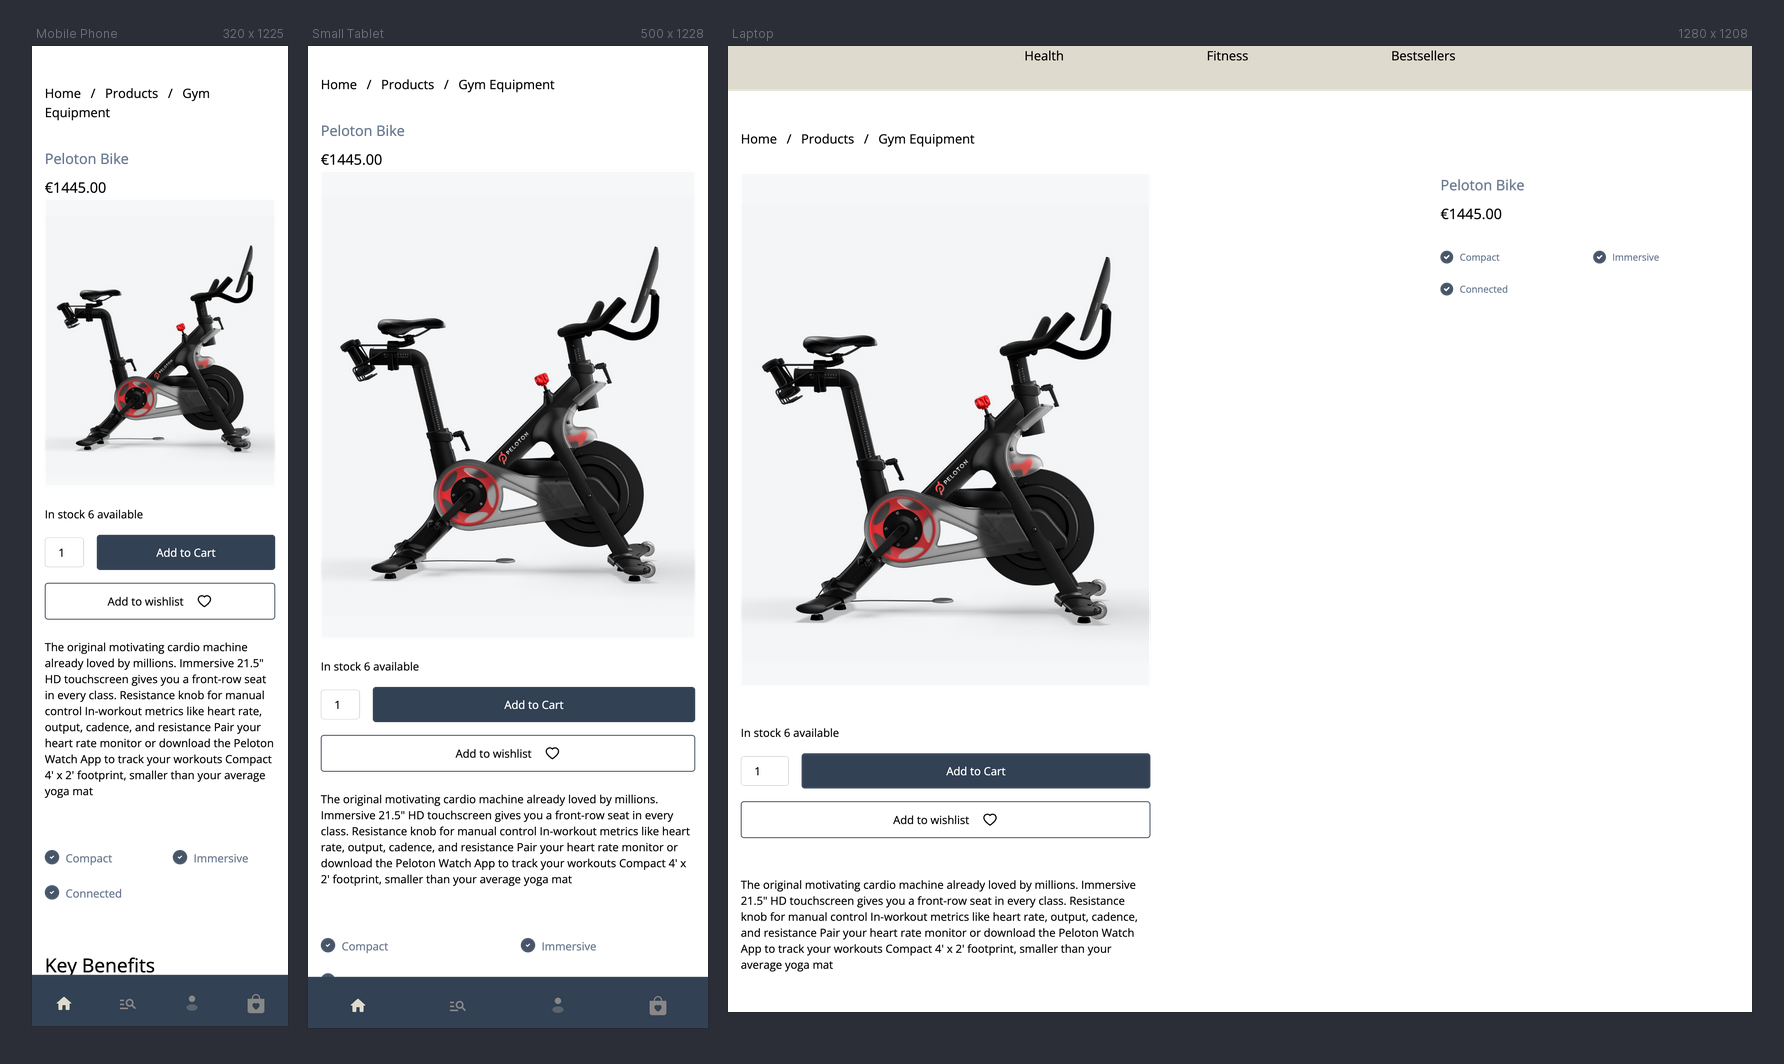 Mobile Phone
320 x 1225
Home / Products / Gym
Equipment
Peloton Bike
€1445.00
PELOTON
In stock 6 available
1
Add to Cart
Add to wishlist
The original motivating cardio machine
already loved by millions. Immersive 21.5"
HD touchscreen gives you a front-row seat
in every class. Resistance knob for manual
control In-workout metrics like heart rate,
output, cadence, and resistance Pair your
heart rate monitor or download the Peloton
Watch App to track your workouts Compact
4' x 2' footprint, smaller than your average
yoga mat
Compact
Immersive
Connected
Key Benefits
Small Tablet
500 x 1228
Home / Products / Gym Equipment
Peloton Bike
€1445.00
PELOTON
In stock 6 available
1
Add to Cart
Add to wishlist
The original motivating cardio machine already loved by millions.
Immersive 21.5" HD touchscreen gives you a front-row seat in every
class. Resistance knob for manual control In-workout metrics like heart
rate, output, cadence, and resistance Pair your heart rate monitor or
download the Peloton Watch App to track your workouts Compact 4' x
2' footprint, smaller than your average yoga mat
Compact
Immersive
Laptop
1280 x 1208
Health
Fitness
Bestsellers
Home / Products / Gym Equipment
PELOTON
Peloton Bike
€1445.00
Compact
Immersive
Connected
In stock 6 available
1
Add to Cart
Add to wishlist
The original motivating cardio machine already loved by millions. Immersive
21.5" HD touchscreen gives you a front-row seat in every class. Resistance
knob for manual control In-workout metrics like heart rate, output, cadence,
and resistance Pair your heart rate monitor or download the Peloton Watch
App to track your workouts Compact 4' x 2' footprint, smaller than your
average yoga mat